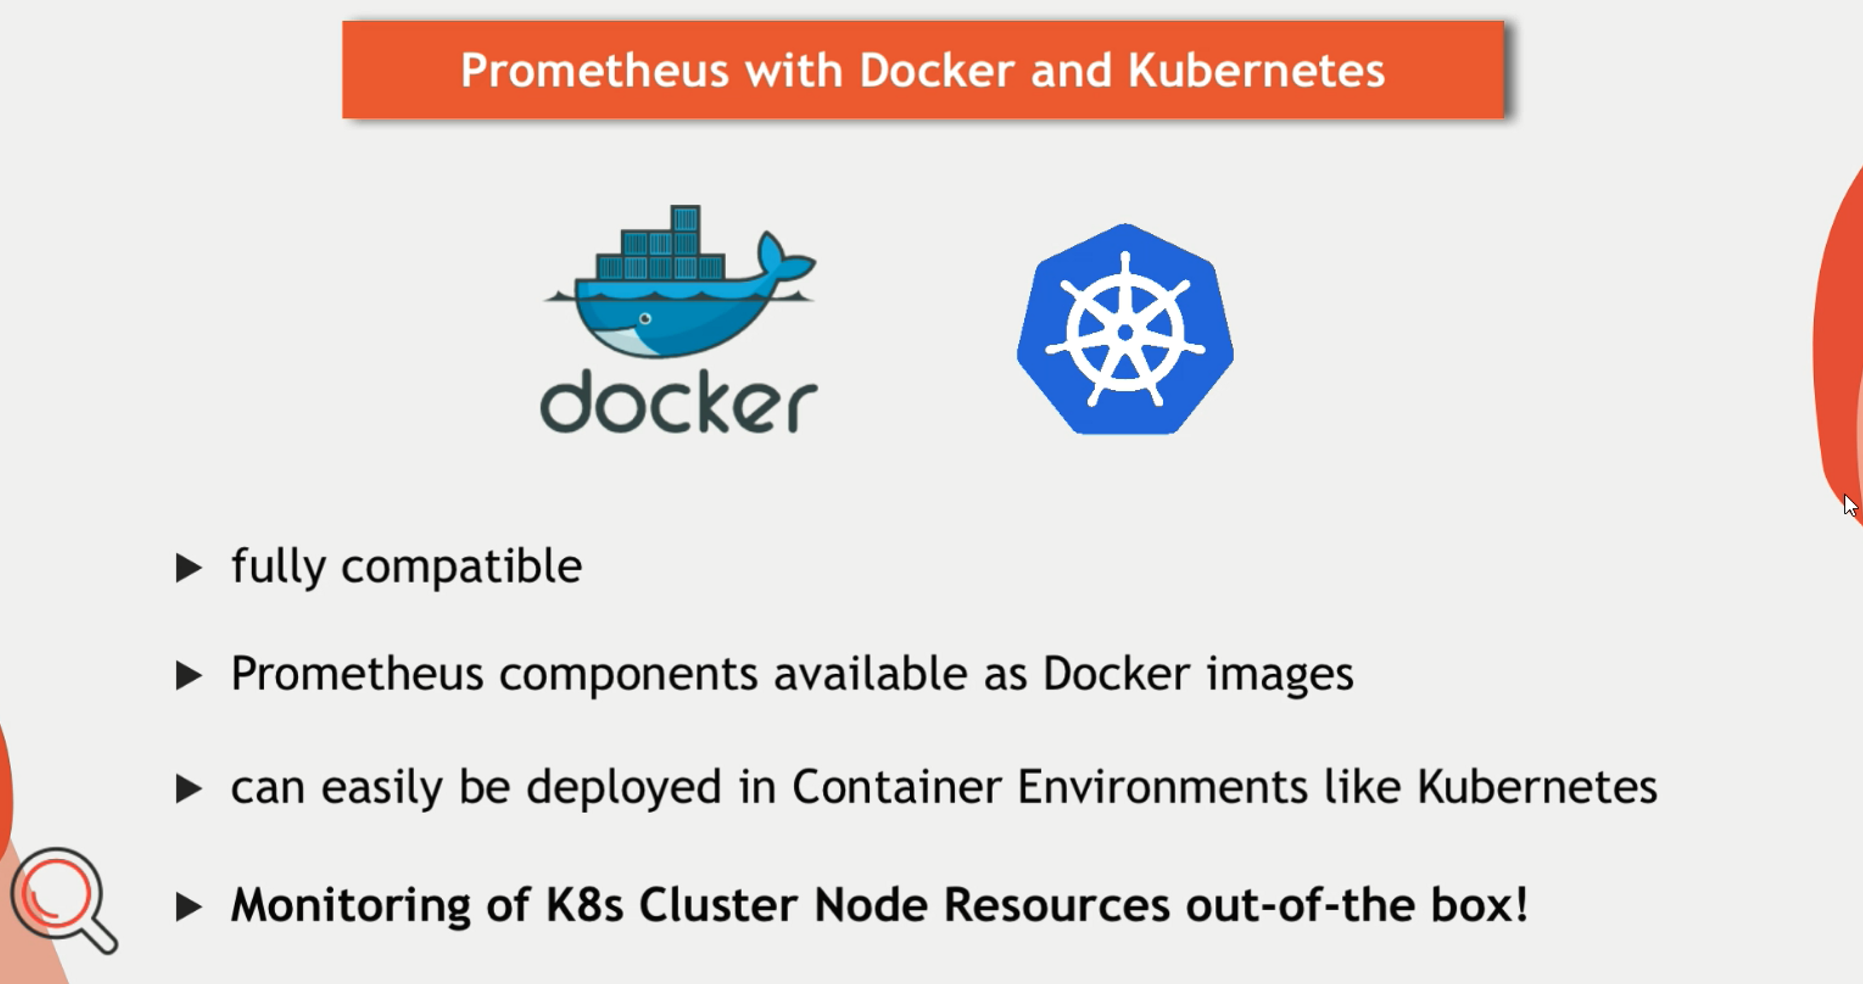 Prometheus with Docker and Kubernetes
docker
fully compatible
Prometheus components available as Docker images
can easily be deployed in Container Environments like Kubernetes
Monitoring of K8s Cluster Node Resources out-of-the box!